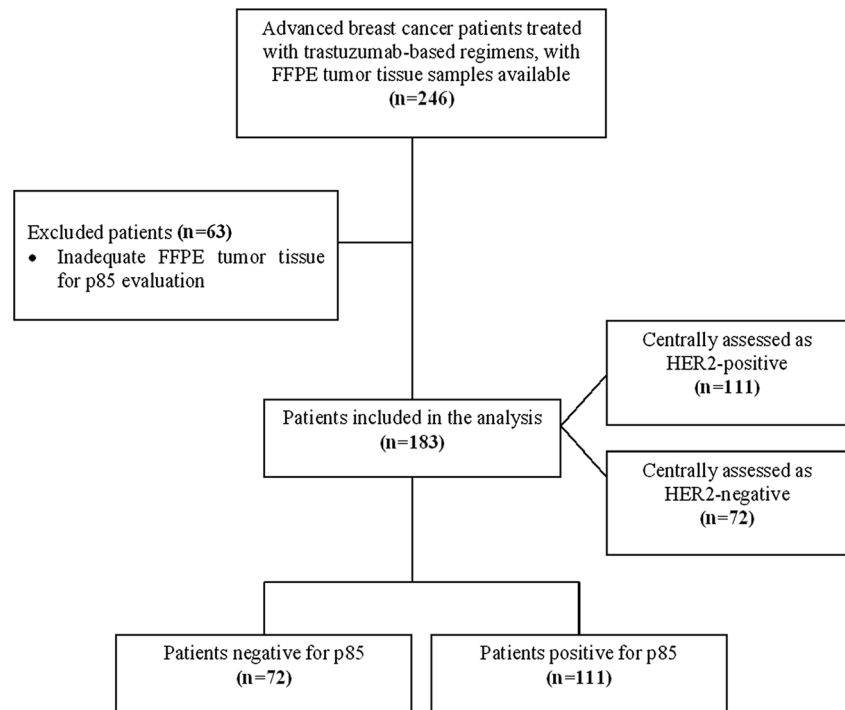 Advanced breast cancer patients treated
with trastuzumab-based regimens, with
FFPE tumor tissue samples available
(n=246)
Excluded patients (n=63)
• Inadequate FFPE tumor tissue
for p85 evaluation
Centrally assessed as
HER2-positive
(n=111)
Patients included in the analysis
(n=183)
Centrally assessed as
HER2-negative
(n=72)
Patients negative for p85
(n=72)
Patients positive for p85
(n=111)